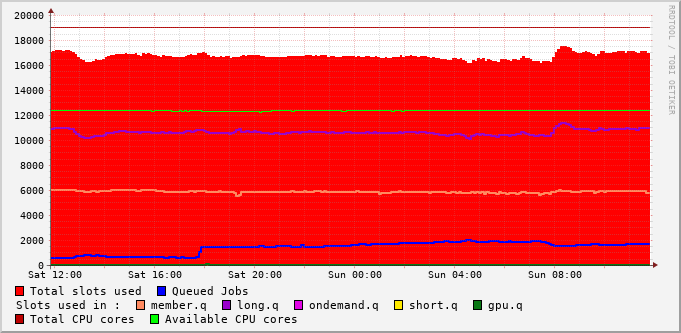 20000
18000
16000
14000
12000
10000
8000
6000
4000
2000
0
Sat 12:00 Sat 16:00 Sat 20:00 Sun 00:00 Sun 04:00 Sun 08:00
Total slots used Queued Jobs
Slots used in : member.q long.q ondemand.q short.q gpu.q
Total CPU cores Available CPU cores
RRDTOOL / TOBI OETIKER